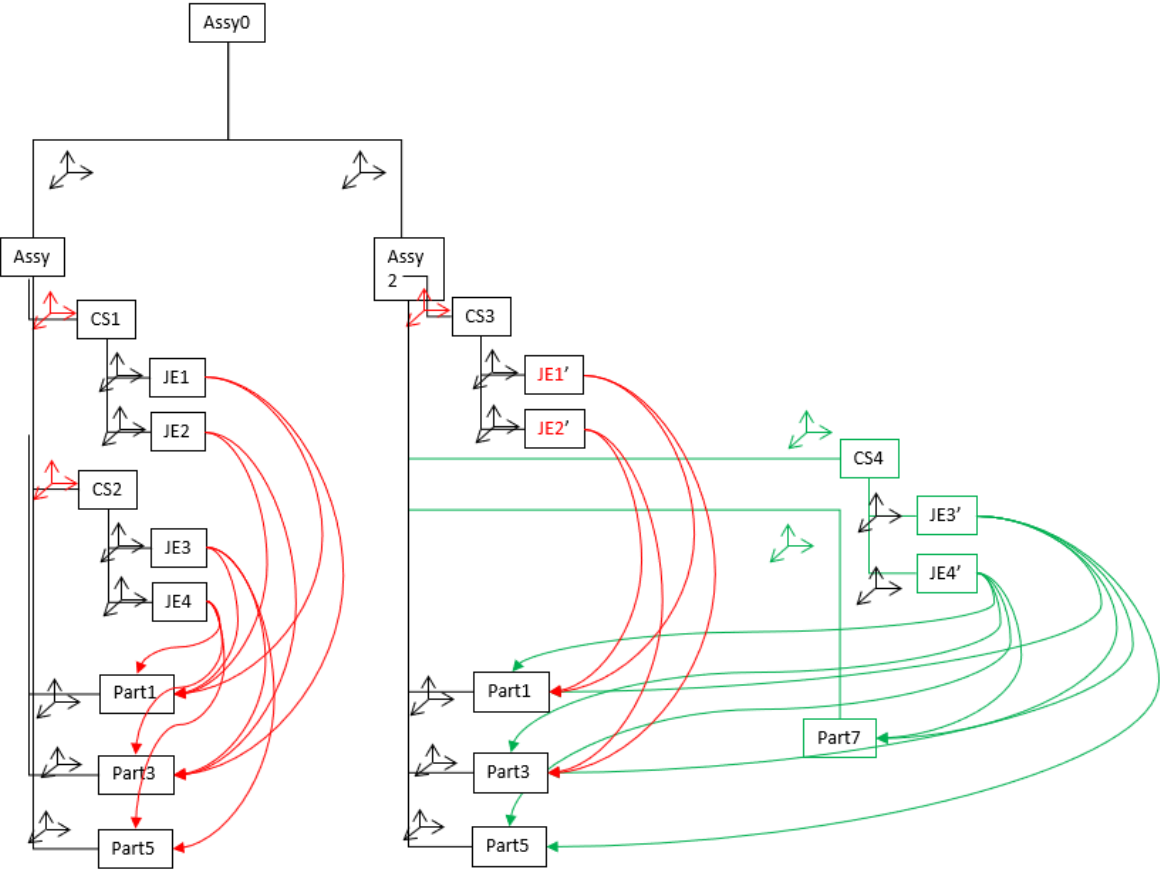 Assy0
Assy
Assy
2
CS1
CS3
JE1
JE1’
JE2
JE2’
CS4
CS2
JE3’
JE3
JE4’
JE4
Part1
Part1
Part7
Part3
Part3
Part5
Part5